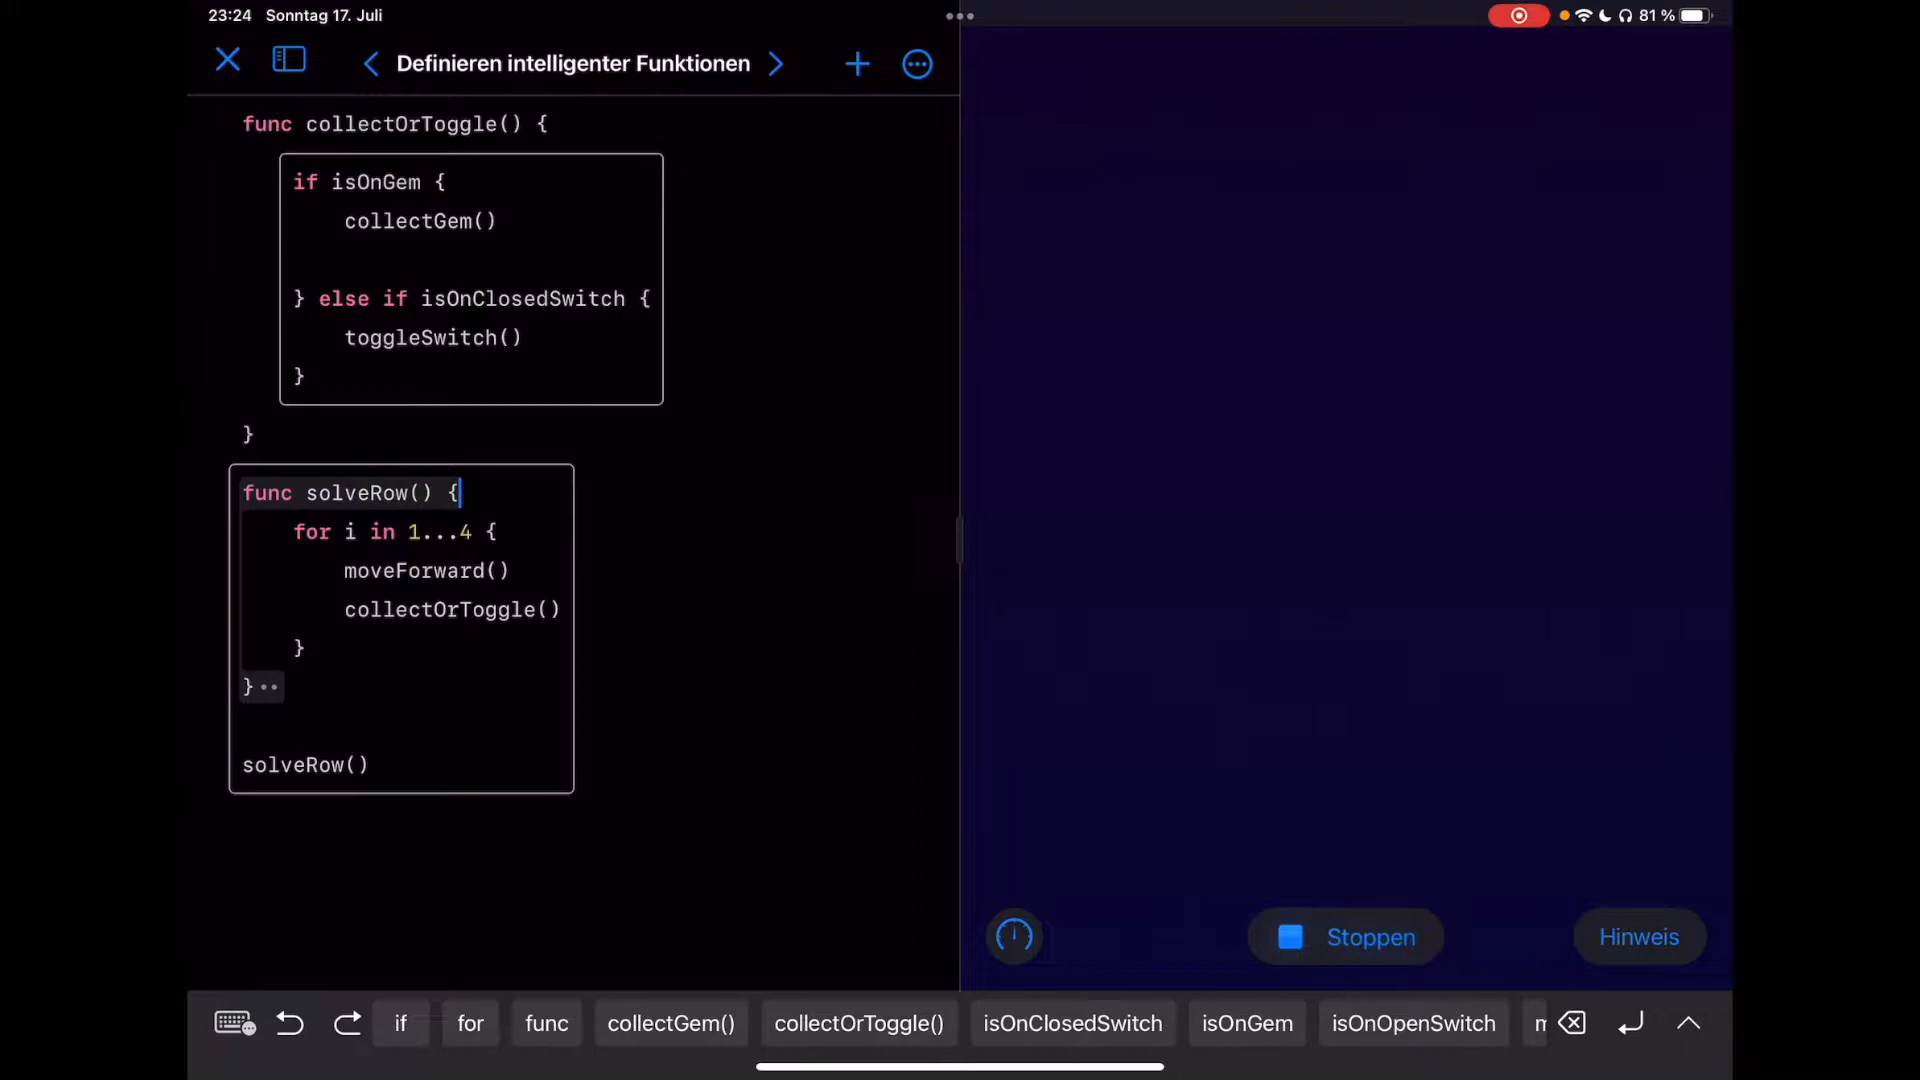 23:24 Sonntag 17. Juli
81 %
Definieren intelligenter Funktionen
func collectOrToggle() {
if isOnGem {
collectGem()
} else if isOnClosedSwitch {
toggleSwitch()
}
}
func solveRow() {
for i in 1...4 {
moveForward()
collectOrToggle()
}
}
solveRow()
Stoppen
Hinweis
if for func collectGem() collectOrToggle() isOnClosedSwitch isOnGem isOnOpenSwitch